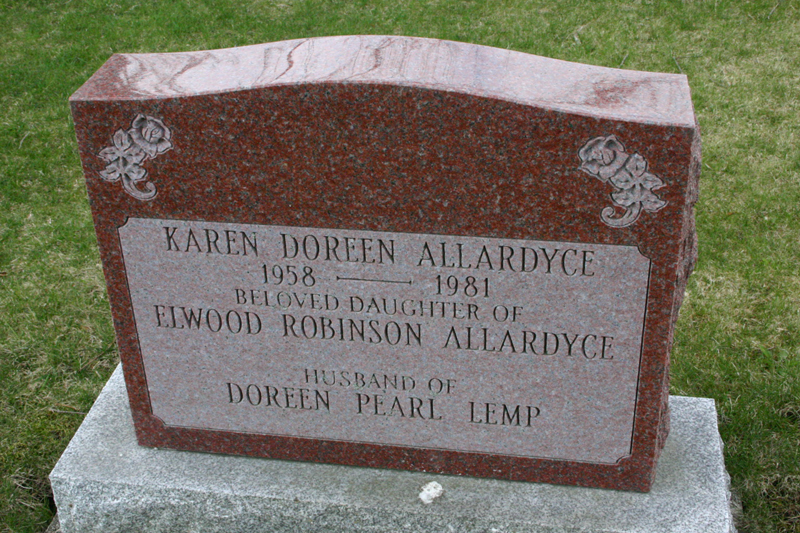 KAREN DOREEN ALLARDYCE
1958 — 1981
BELOVED DAUGHTER OF
ELWOOD ROBINSON ALLARDYCE
HUSBAND OF
DOREEN PEARL LEMP